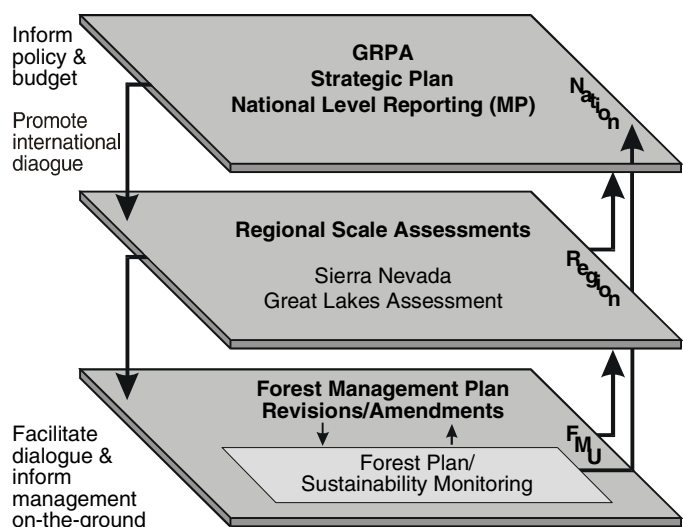 Inform
policy &
budget
Promote
international
diaogue
GRPA
Strategic Plan
National Level Reporting (MP)
Nation
Regional Scale Assessments
Sierra Nevada
Great Lakes Assessment
Region
Facilitate
dialogue &
inform
management
on-the-ground
Forest Management Plan
Revisions/Amendments
FMU
Forest Plan/
Sustainability Monitoring